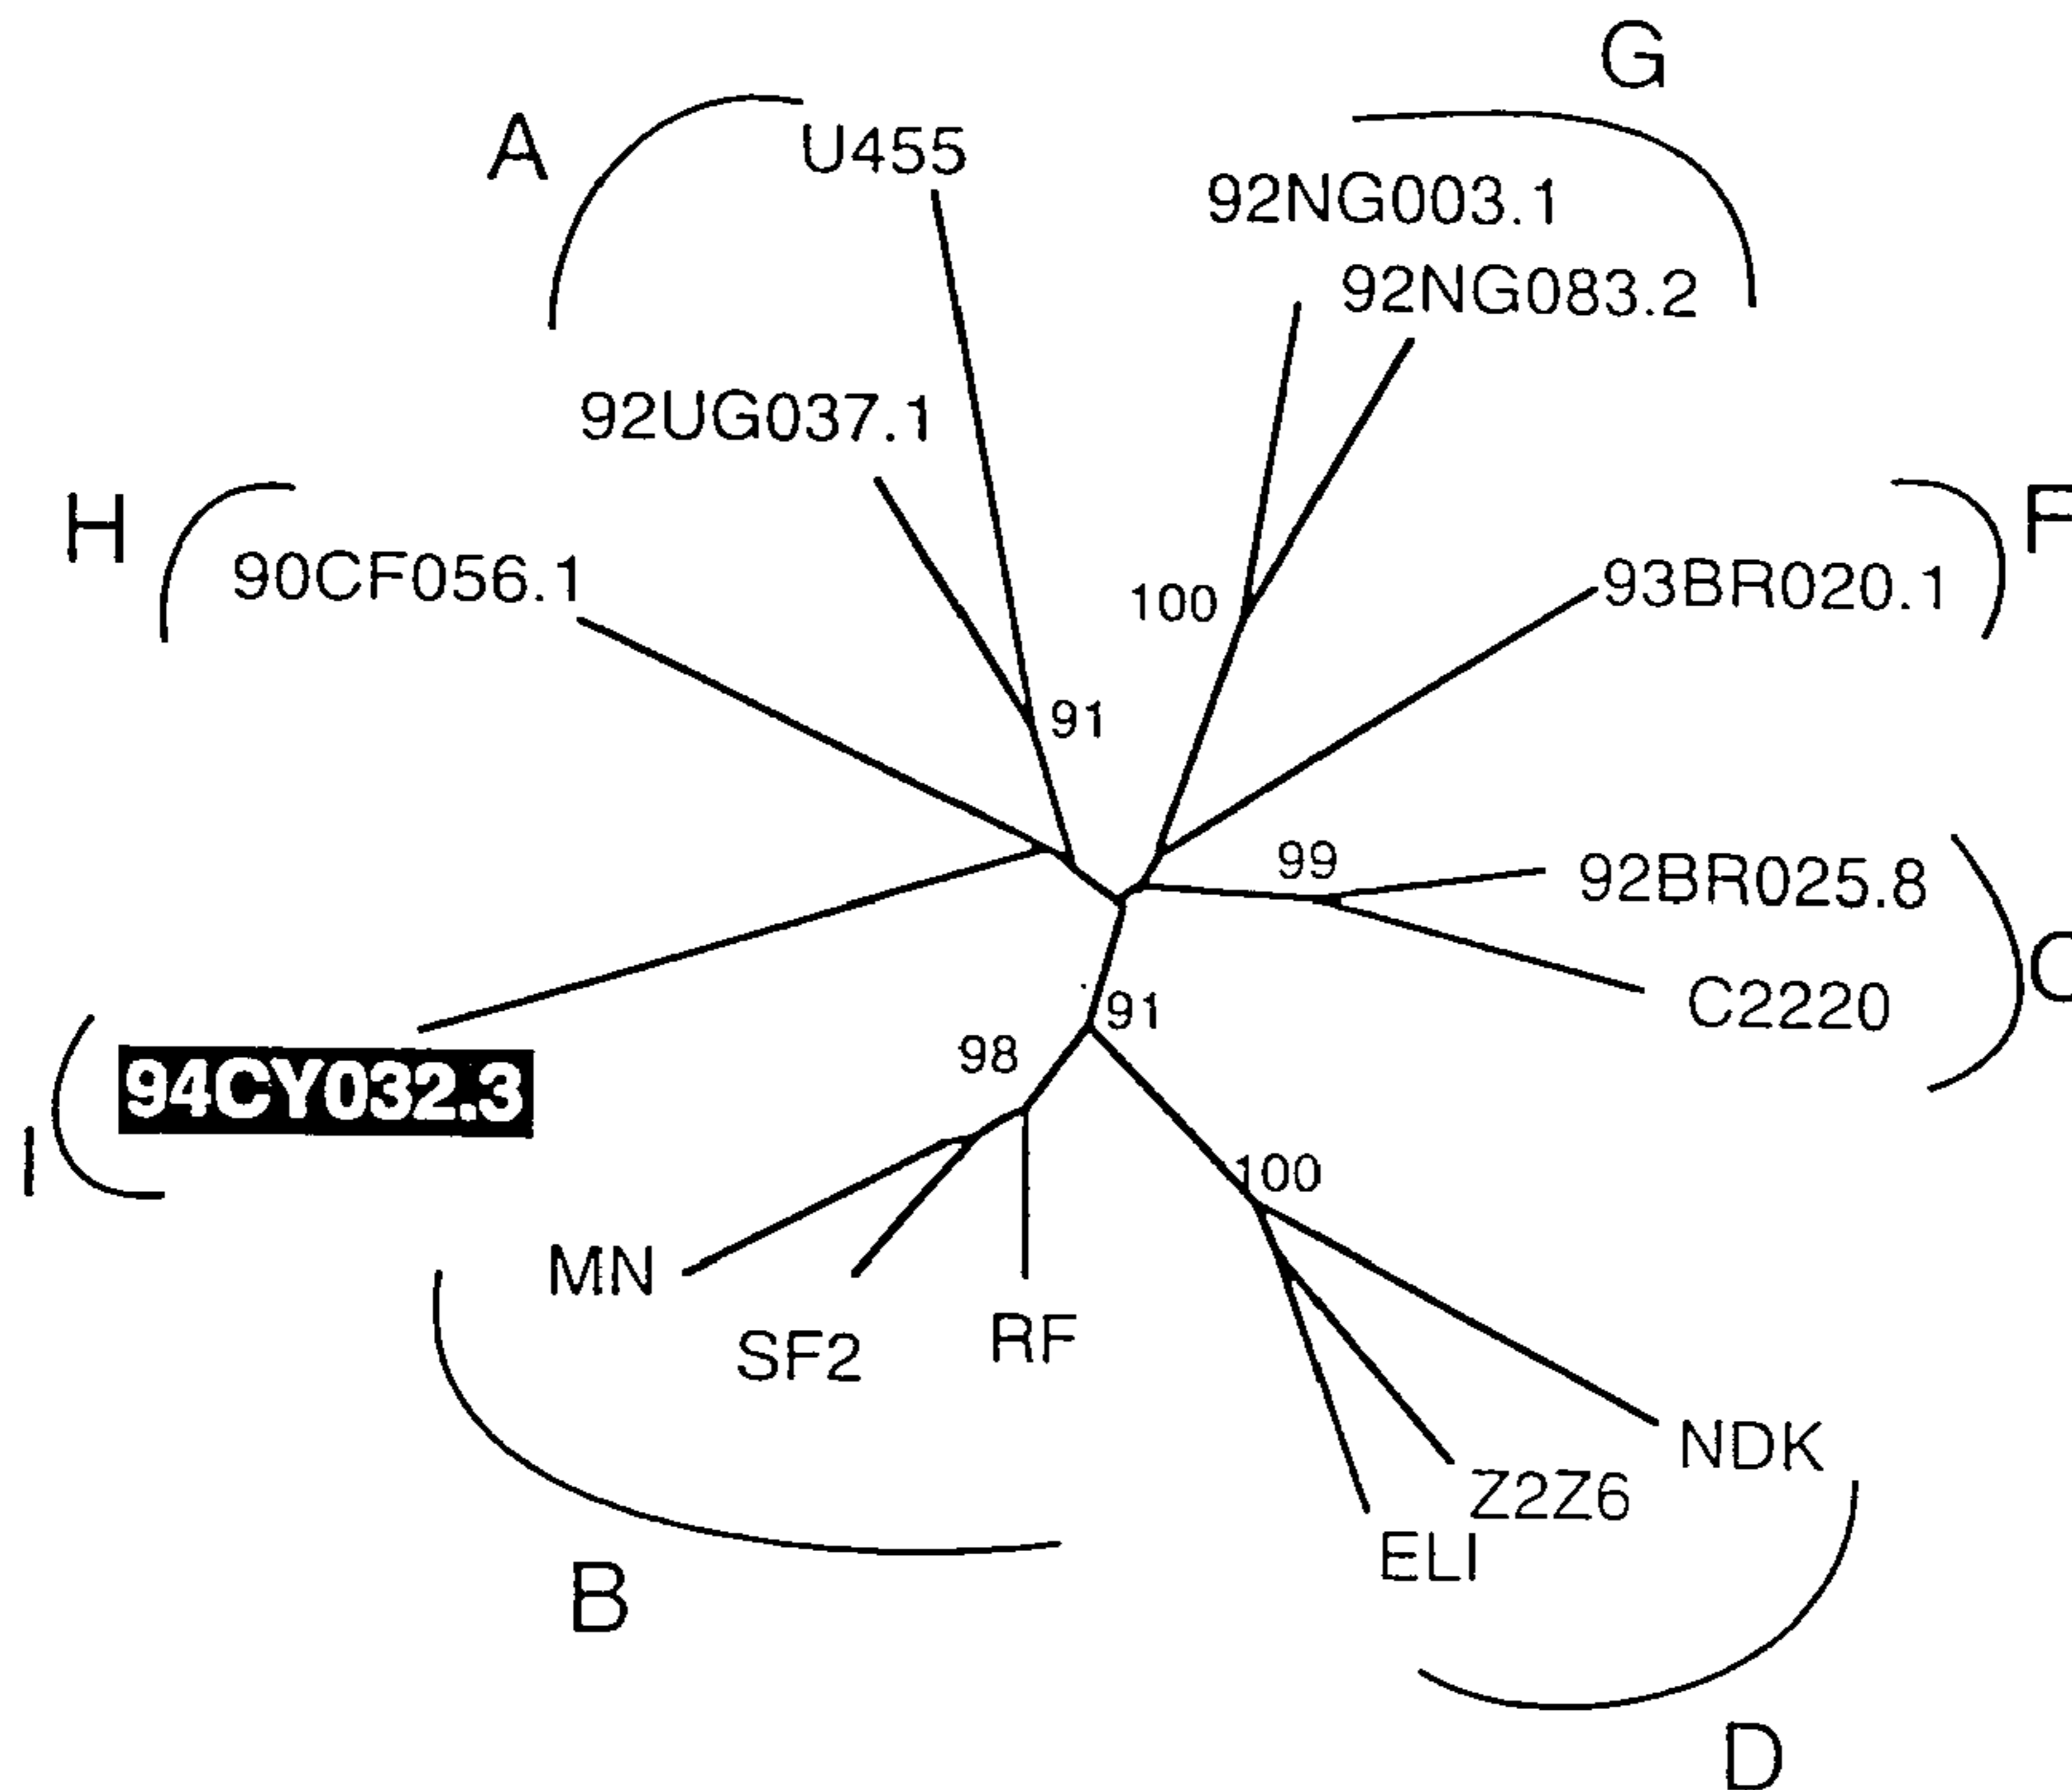 G
A
U455
92NG003.1
92NG083.2
92UG037.1
H
F
90CF056.1
93BR020.1
100
91
99
92BR025.8
C
C2220
91
98
94CY032.3
I
100
MN
SF2
RF
NDK
Z2Z6
ELI
B
D